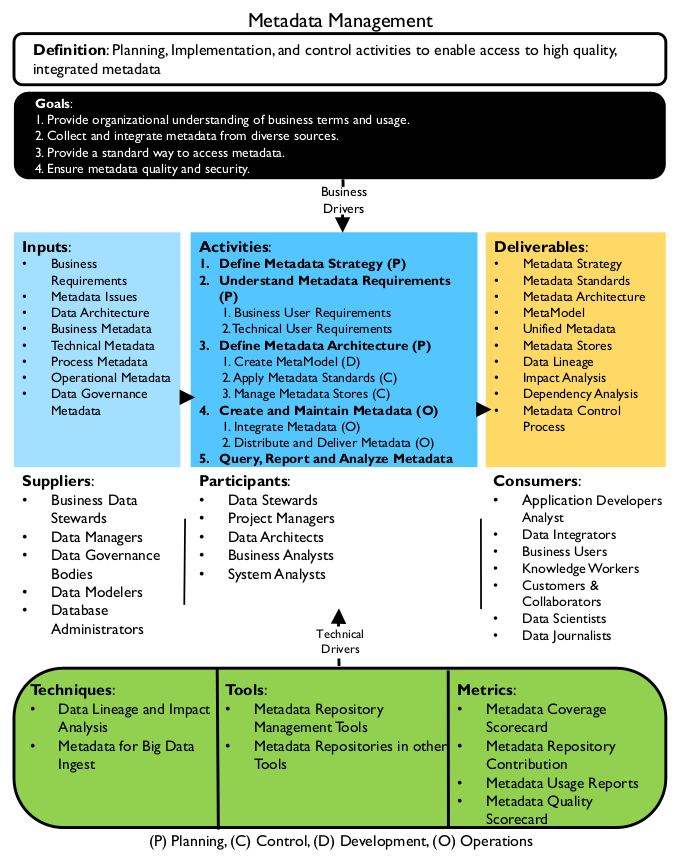 Metadata Management
Definition: Planning, Implementation, and control activities to enable access to high quality,
integrated metadata
Goals:
1. Provide organizational understanding of business terms and usage.
2. Collect and integrate metadata from diverse sources.
3. Provide a standard way to access metadata.
4. Ensure metadata quality and security.
Business
Drivers
Inputs:
• Business
Requirements
• Metadata Issues
• Data Architecture
• Business Metadata
• Technical Metadata
• Process Metadata
• Operational Metadata
• Data Governance
Metadata
Activities:
1. Define Metadata Strategy (P)
2. Understand Metadata Requirements
(P)
1. Business User Requirements
2. Technical User Requirements
3. Define Metadata Architecture (P)
1. Create MetaModel (D)
2. Apply Metadata Standards (C)
3. Manage Metadata Stores (C)
4. Create and Maintain Metadata (O)
1. Integrate Metadata (O)
2. Distribute and Deliver Metadata (O)
5. Query, Report and Analyze Metadata
Deliverables:
• Metadata Strategy
• Metadata Standards
• Metadata Architecture
• MetaModel
• Unified Metadata
• Metadata Stores
• Data Lineage
• Impact Analysis
• Dependency Analysis
• Metadata Control
Process
Suppliers:
• Business Data
Stewards
• Data Managers
• Data Governance
Bodies
• Data Modelers
• Database
Administrators
Participants:
• Data Stewards
• Project Managers
• Data Architects
• Business Analysts
• System Analysts
Consumers:
• Application Developers
Analyst
• Data Integrators
• Business Users
• Knowledge Workers
• Customers &
Collaborators
• Data Scientists
• Data Journalists
Technical
Drivers
Techniques:
• Data Lineage and Impact
Analysis
• Metadata for Big Data
Ingest
Tools:
• Metadata Repository
Management Tools
• Metadata Repositories in other
Tools
Metrics:
• Metadata Coverage
Scorecard
• Metadata Repository
Contribution
• Metadata Usage Reports
• Metadata Quality
Scorecard
(P) Planning, (C) Control, (D) Development, (O) Operations